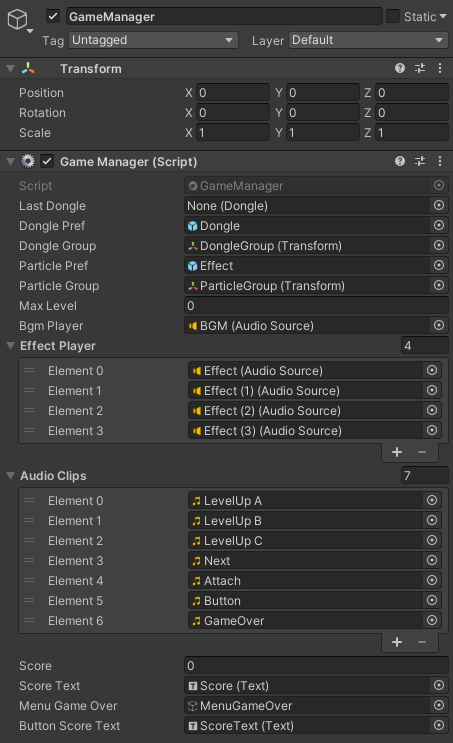 GameManager Static
Tag Untagged Layer Default
Transform
Position X 0 Y 0 Z 0
Rotation X 0 Y 0 Z 0
Scale X 1 Y 1 Z 1
Game Manager (Script)
Script GameManager
Last Dongle None (Dongle)
Dongle Pref Dongle
Dongle Group DongleGroup (Transform)
Particle Pref Effect
Particle Group ParticleGroup (Transform)
Max Level 0
Bgm Player BGM (Audio Source)
Effect Player 4
Element 0 Effect (Audio Source)
Element 1 Effect (1) (Audio Source)
Element 2 Effect (2) (Audio Source)
Element 3 Effect (3) (Audio Source)
+ −
Audio Clips 7
Element 0 LevelUp A
Element 1 LevelUp B
Element 2 LevelUp C
Element 3 Next
Element 4 Attach
Element 5 Button
Element 6 GameOver
+ −
Score 0
Score Text Score (Text)
Menu Game Over MenuGameOver
Button Score Text ScoreText (Text)